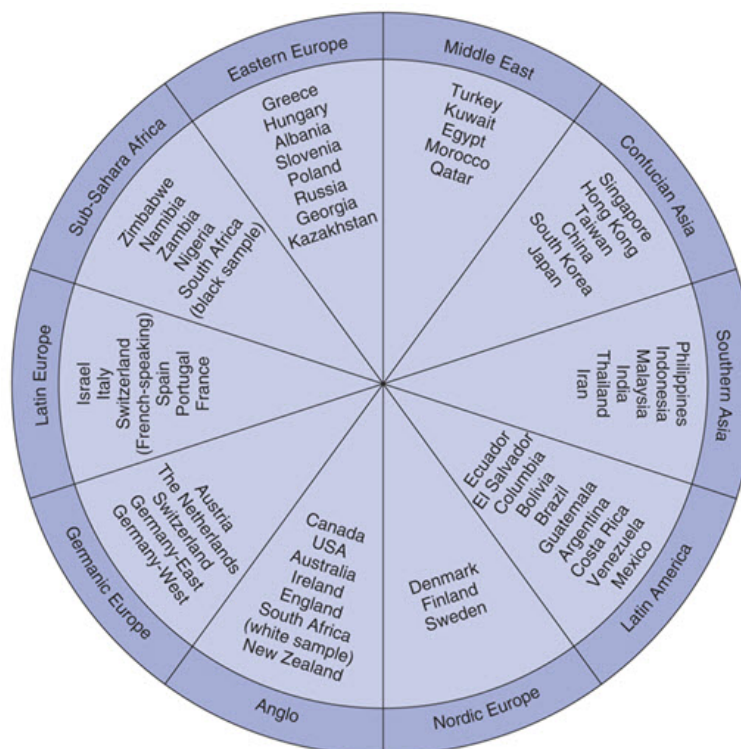 Eastern Europe
Greece
Hungary
Albania
Slovenia
Poland
Russia
Georgia
Kazakhstan
Middle East
Turkey
Kuwait
Egypt
Morocco
Qatar
Confucian Asia
Singapore
Hong Kong
Taiwan
China
South Korea
Japan
Southern Asia
Philippines
Indonesia
Malaysia
India
Thailand
Iran
Latin America
Ecuador
El Salvador
Columbia
Bolivia
Brazil
Guatemala
Argentina
Costa Rica
Venezuela
Mexico
Nordic Europe
Denmark
Finland
Sweden
Anglo
Canada
USA
Australia
Ireland
England
South Africa
(white sample)
New Zealand
Germanic Europe
Austria
The Netherlands
Switzerland
Germany-East
Germany-West
Latin Europe
Israel
Italy
Switzerland
(French-speaking)
Spain
Portugal
France
Sub-Sahara Africa
Zimbabwe
Namibia
Zambia
Nigeria
South Africa
(black sample)